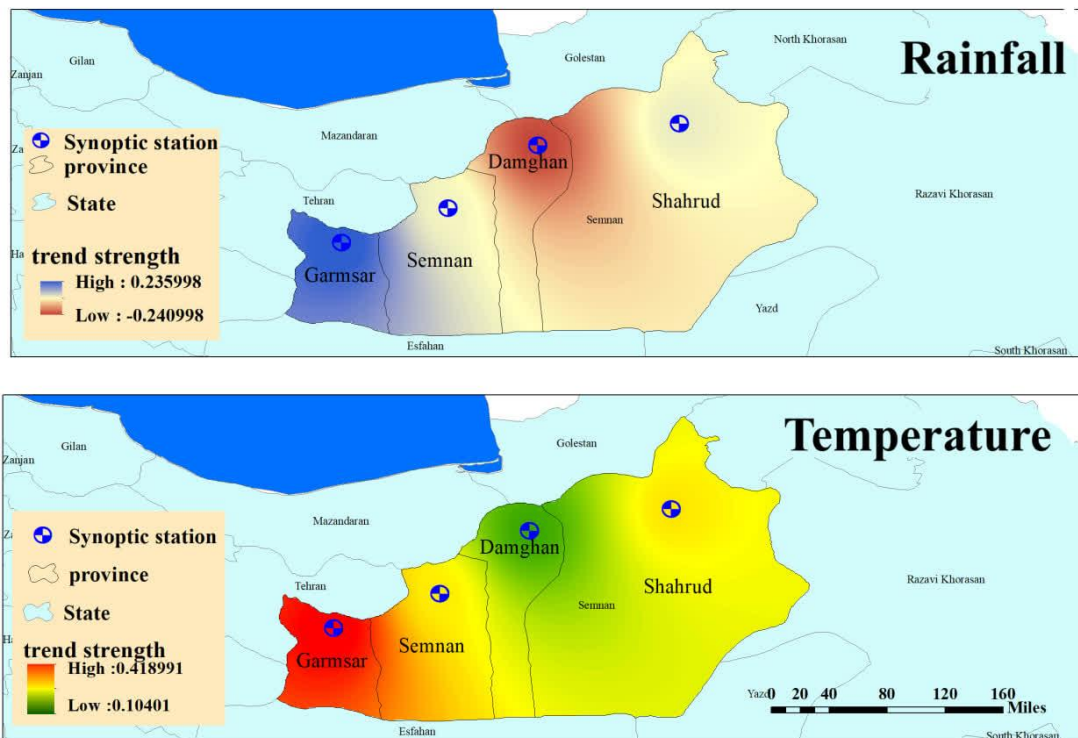 North Khorasan
Golestan
Rainfall
Gilan
Zanjan
Synoptic station
province
Mazandaran
Damghan
State
Tehran
Shahrud
Razavi Khorasan
Semnan
trend strength
High : 0.235998
Low : -0.240998
Semnan
Garmsar
Yazd
Esfahan
South Khorasan
Golestan
Temperature
Gilan
Zanjan
Synoptic station
Mazandaran
Damghan
province
Tehran
Shahrud
Razavi Khorasan
Semnan
State
Semnan
trend strength
Garmsar
High :0.418991
Low :0.10401
Yazd
0 20 40 80 120 160
Miles
Esfahan
South Khorasan